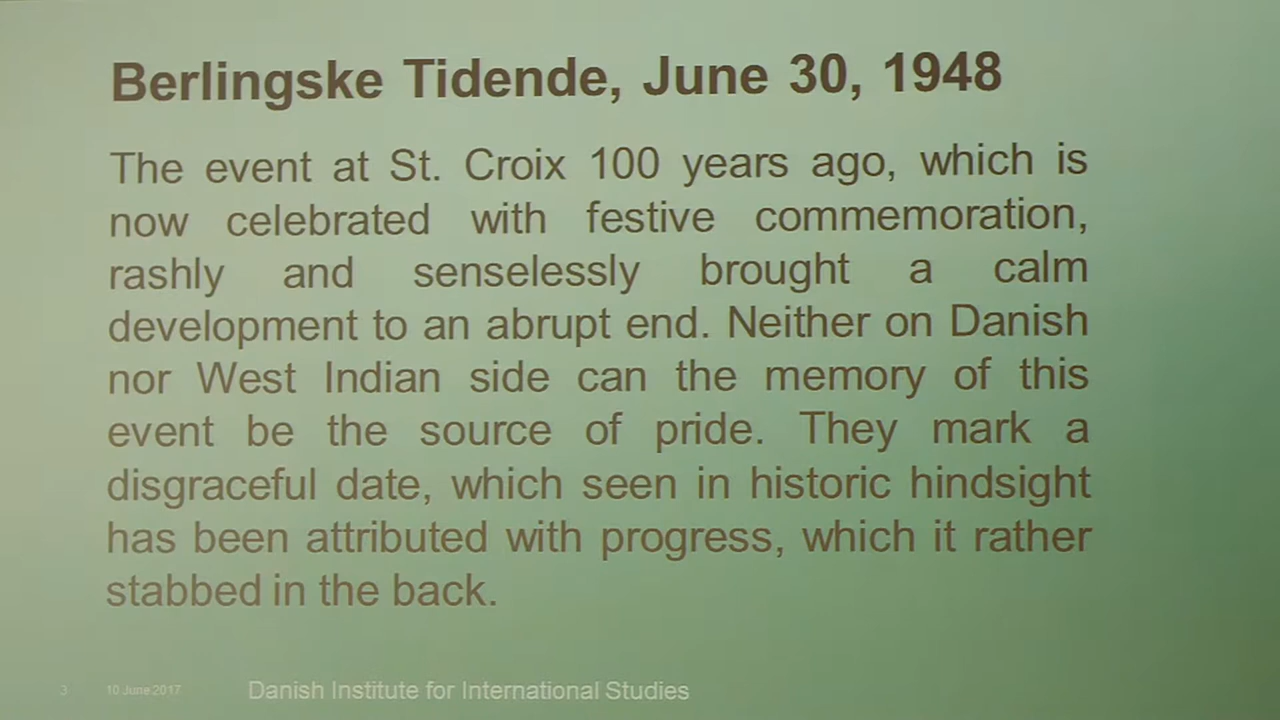 Berlingske Tidende, June 30, 1948
The event at St. Croix 100 years ago, which is
now celebrated with festive commemoration,
rashly and senselessly brought a calm
development to an abrupt end. Neither on Danish
nor West Indian side can the memory of this
event be the source of pride. They mark a
disgraceful date, which seen in historic hindsight
has been attributed with progress, which it rather
stabbed in the back.
3 10 June 2017 Danish Institute for International Studies